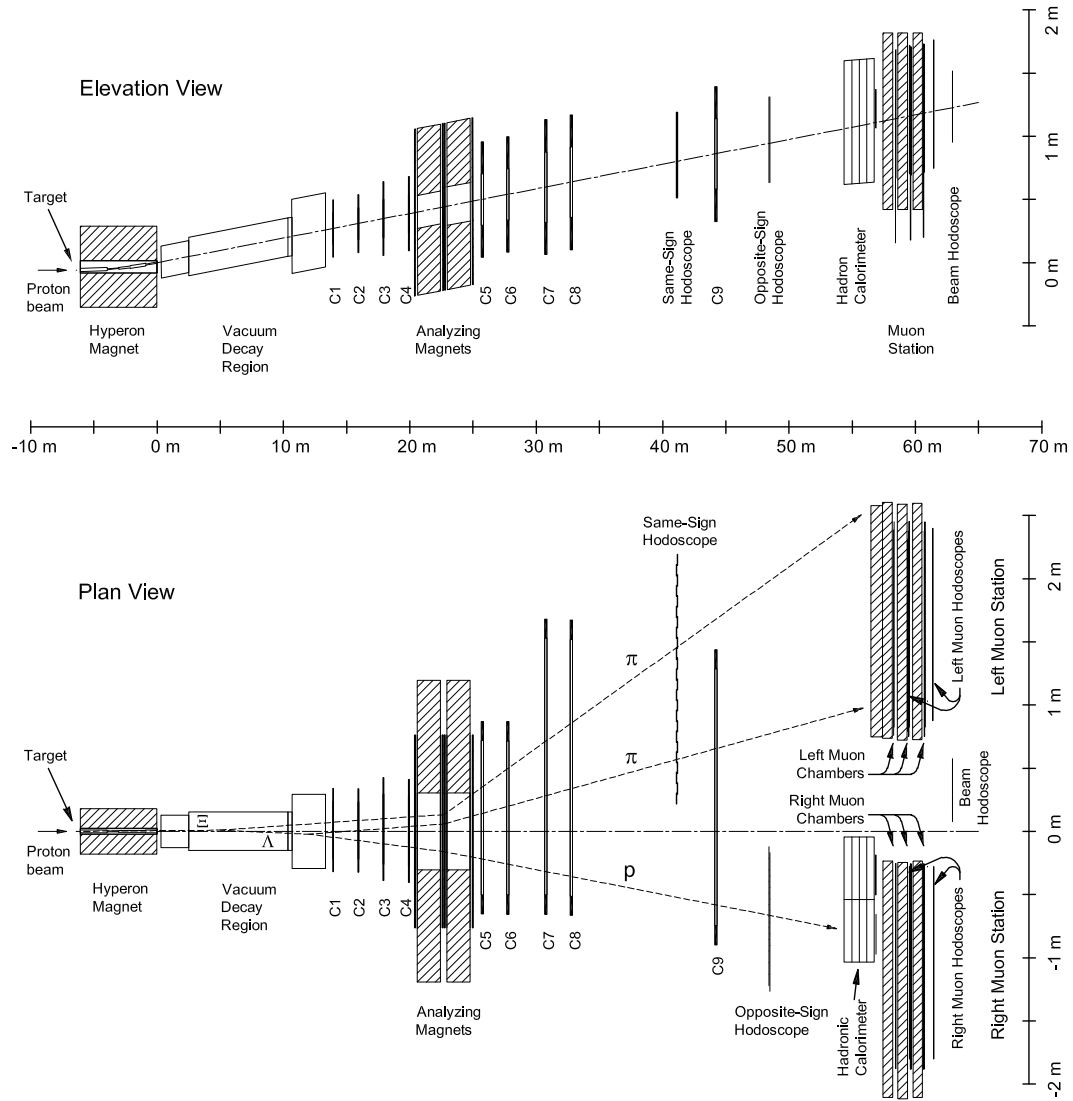 Elevation View
Target
Proton
beam
Hyperon
Magnet
Vacuum
Decay
Region
C1
C2
C3
C4
Analyzing
Magnets
C5
C6
C7
C8
Same-Sign
Hodoscope
C9
Opposite-Sign
Hodoscope
Hadron
Calorimeter
Muon
Station
Beam Hodoscope
2 m
1 m
0 m
-10 m
0 m
10 m
20 m
30 m
40 m
50 m
60 m
70 m
Plan View
Target
Proton
beam
Hyperon
Magnet
Ξ
Λ
Vacuum
Decay
Region
C1
C2
C3
C4
Analyzing
Magnets
C5
C6
C7
C8
π
π
p
Same-Sign
Hodoscope
C9
Opposite-Sign
Hodoscope
Hadronic
Calorimeter
Left Muon
Chambers
Right Muon
Chambers
Left Muon Hodoscopes
Left Muon Station
Beam
Hodoscope
Right Muon Hodoscopes
Right Muon Station
2 m
1 m
0 m
-1 m
-2 m